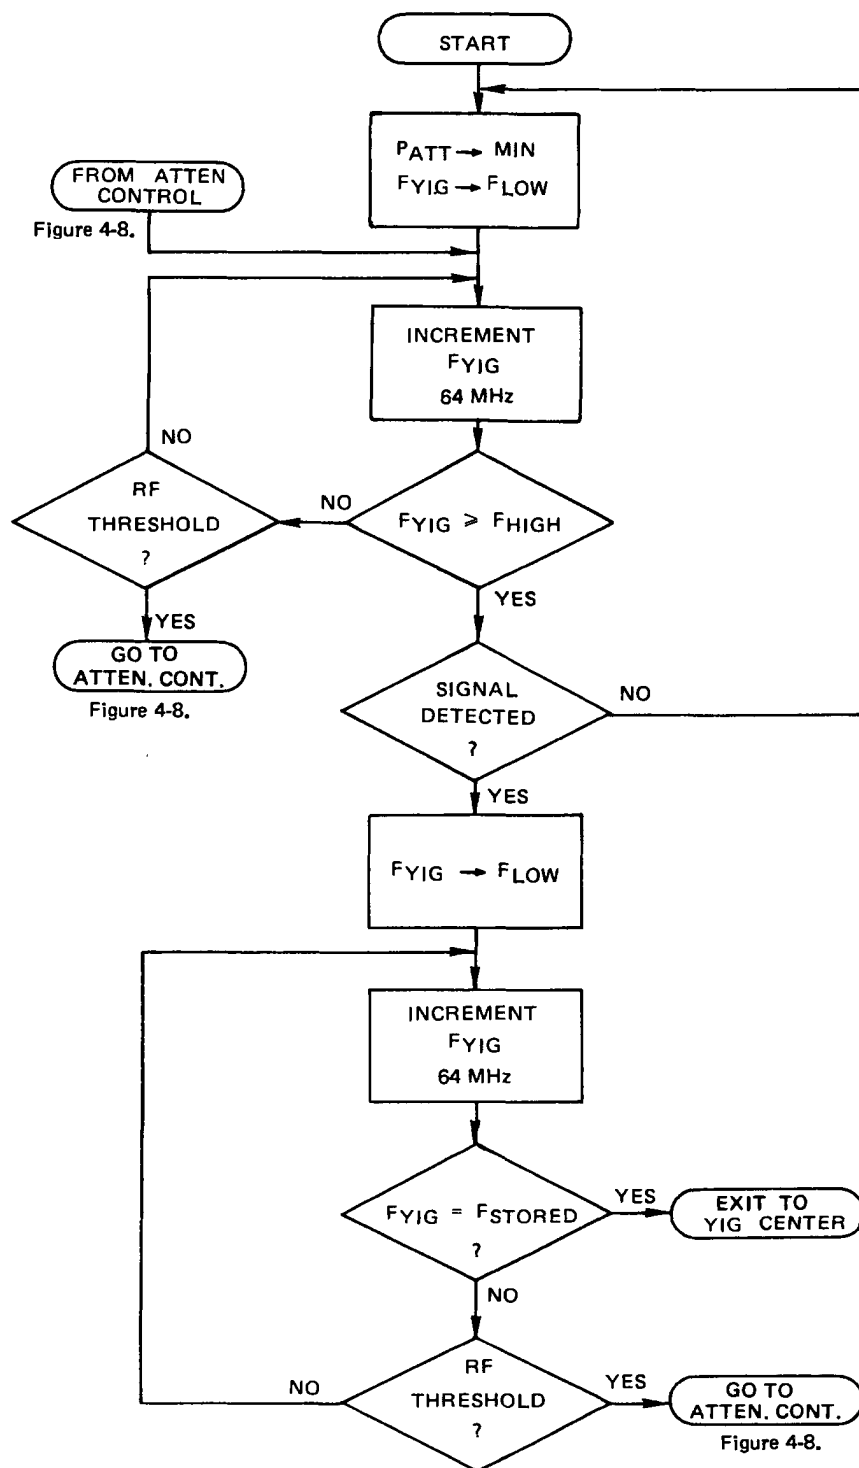 START
PATT → MIN
FYIG → FLOW
FROM ATTEN
CONTROL
Figure 4-8.
INCREMENT
FYIG
64 MHz
NO
RF
THRESHOLD
?
NO
FYIG ⩾ FHIGH
YES
YES
GO TO
ATTEN. CONT.
Figure 4-8.
SIGNAL
DETECTED
?
NO
YES
FYIG → FLOW
INCREMENT
FYIG
64 MHz
FYIG = FSTORED
?
YES
EXIT TO
YIG CENTER
NO
RF
THRESHOLD
?
NO
YES
GO TO
ATTEN. CONT.
Figure 4-8.